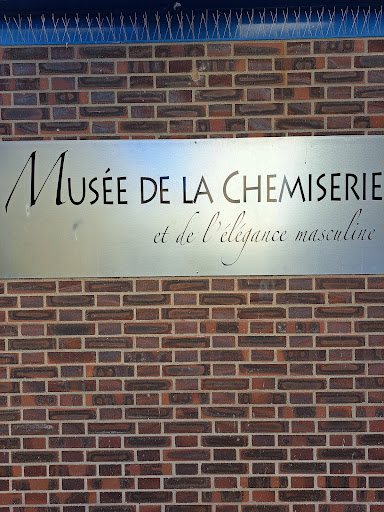 Musée de la Chemiserie
et de l'élégance masculine